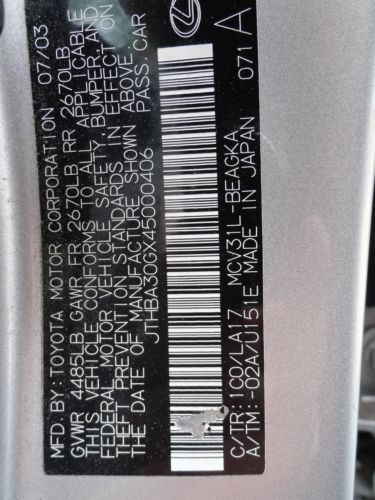 MFD. BY: TOYOTA MOTOR CORPORATION 07/03
GVWR 4485LB GAWR FR 2670LB RR 2670LB
THIS VEHICLE CONFORMS TO ALL APPLICABLE
FEDERAL MOTOR VEHICLE SAFETY, BUMPER, AND
THEFT PREVENTION STANDARDS IN EFFECT ON
THE DATE OF MANUFACTURE SHOWN ABOVE.
JTHBA30GX45000406 PASS. CAR
C/TR: 1C0/LA17 MCV31L-BEAGKA
A/TM: -02A/U151E MADE IN JAPAN 071
A